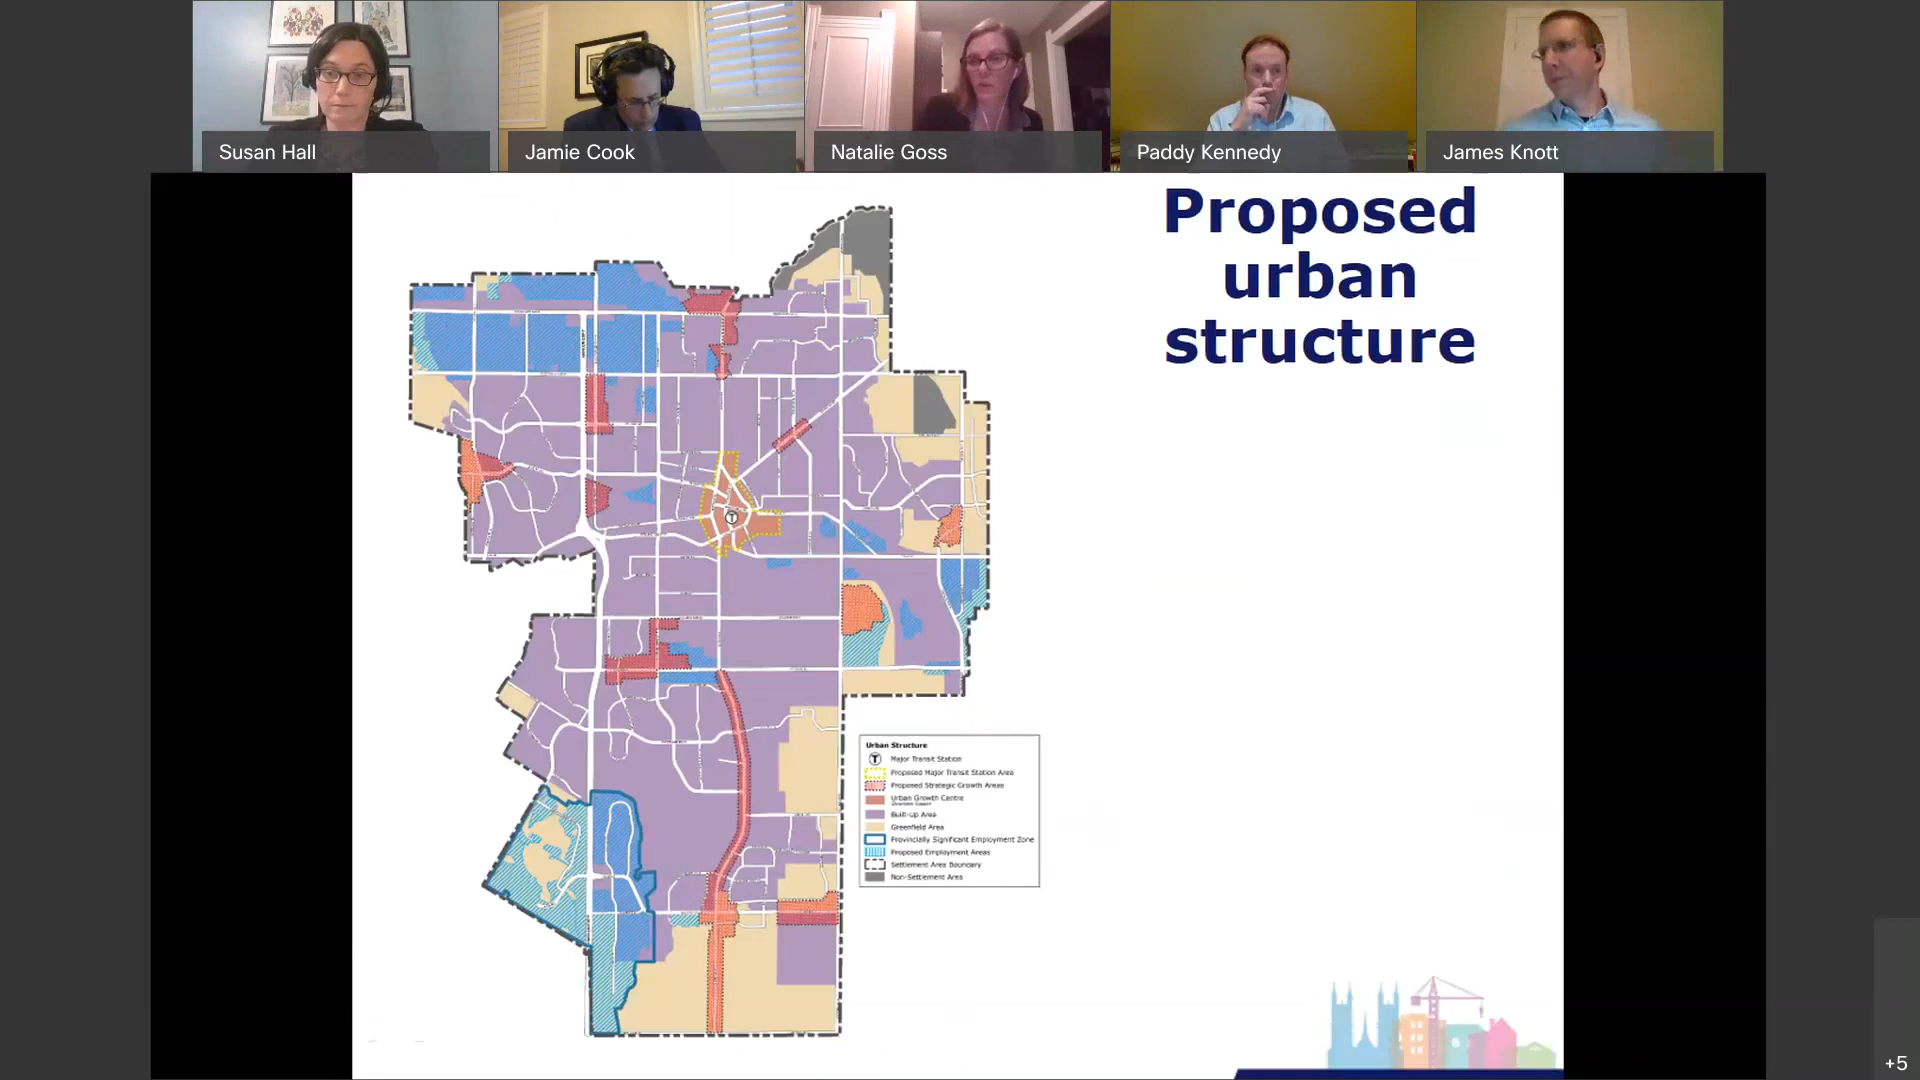 Susan Hall
Jamie Cook
Natalie Goss
Paddy Kennedy
James Knott
Proposed
urban
structure
T
Urban Structure
T Major Transit Station
Proposed Major Transit Station Area
Proposed Strategic Growth Areas
Urban Growth Centre
Built-Up Area
Greenfield Area
Provincially Significant Employment Zone
Proposed Employment Areas
Settlement Area Boundary
Non-Settlement Area
+5